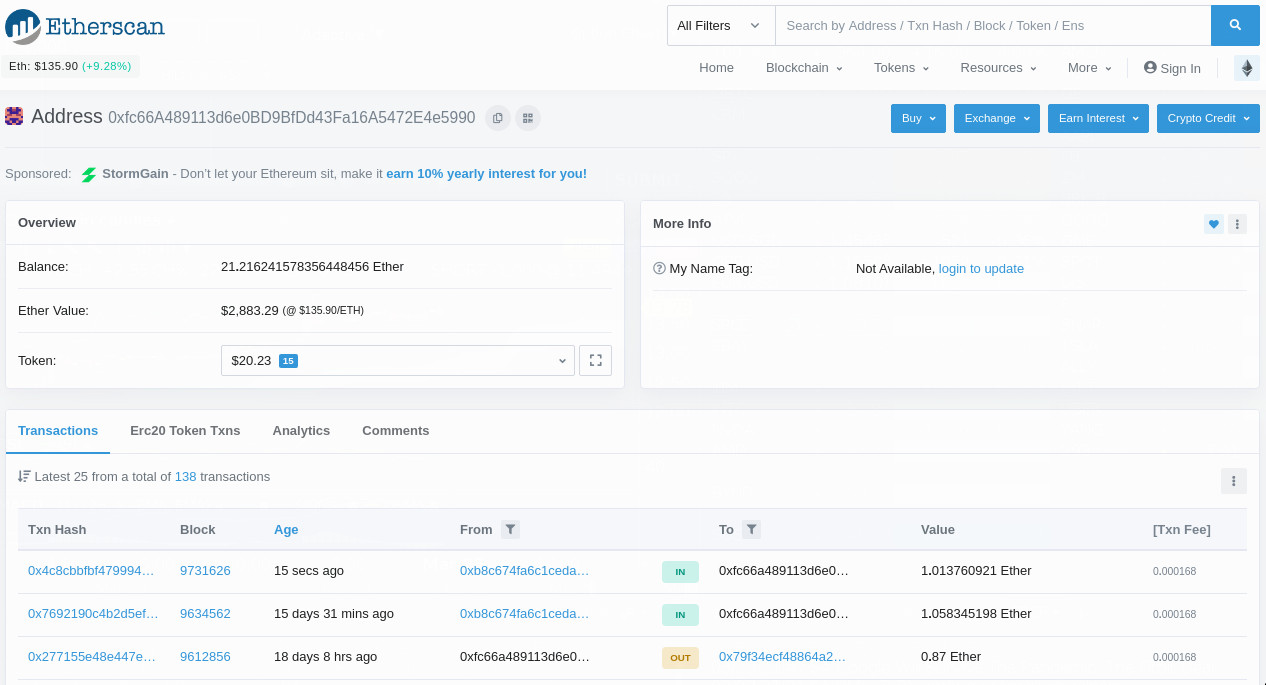 Etherscan
All Filters Search by Address / Txn Hash / Block / Token / Ens
Eth: $135.90 (+9.28%)
Home Blockchain Tokens Resources More Sign In
Address 0xfc66A489113d6e0BD9BfDd43Fa16A5472E4e5990
Buy Exchange Earn Interest Crypto Credit
Sponsored: StormGain - Don't let your Ethereum sit, make it earn 10% yearly interest for you!
Overview
Balance: 21.216241578356448456 Ether
Ether Value: $2,883.29 (@ $135.90/ETH)
Token: $20.23 15
More Info
My Name Tag: Not Available, login to update
Transactions Erc20 Token Txns Analytics Comments
Latest 25 from a total of 138 transactions
Txn Hash Block Age From To Value [Txn Fee]
0x4c8cbbfbf479994… 9731626 15 secs ago 0xb8c674fa6c1ceda… IN 0xfc66a489113d6e0… 1.013760921 Ether 0.000168
0x7692190c4b2d5ef… 9634562 15 days 31 mins ago 0xb8c674fa6c1ceda… IN 0xfc66a489113d6e0… 1.058345198 Ether 0.000168
0x277155e48e447e… 9612856 18 days 8 hrs ago 0xfc66a489113d6e0… OUT 0x79f34ecf48864a2… 0.87 Ether 0.000168